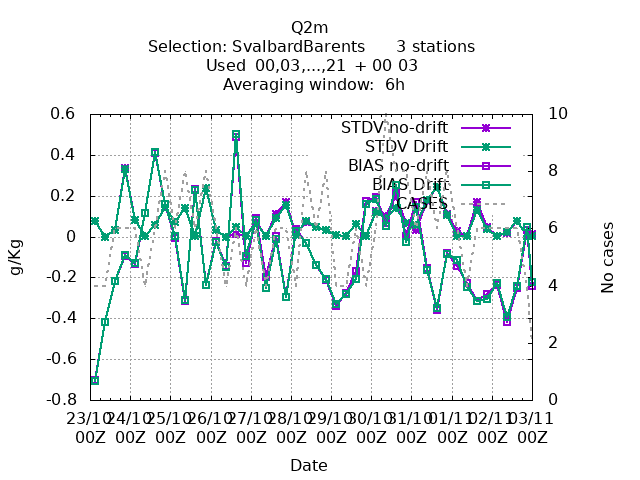 Q2m
Selection: SvalbardBarents 3 stations
Used 00,03,...,21 + 00 03
Averaging window: 6h
STDV no-drift
STDV Drift
BIAS no-drift
BIAS Drift
CASES
0.6
0.4
0.2
0
-0.2
-0.4
-0.6
-0.8
g/Kg
10
8
6
4
2
0
No cases
23/10 24/10 25/10 26/10 27/10 28/10 29/10 30/10 31/10 01/11 02/11 03/11
00Z 00Z 00Z 00Z 00Z 00Z 00Z 00Z 00Z 00Z 00Z 00Z
Date